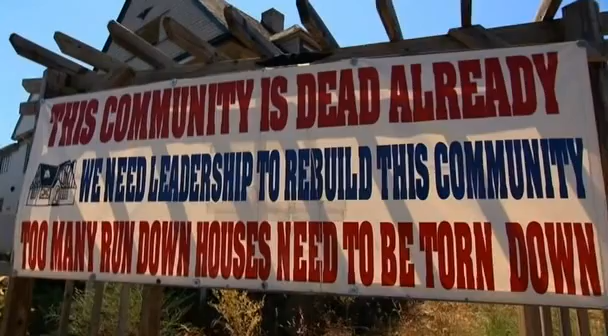 THIS COMMUNITY IS DEAD ALREADY
WE NEED LEADERSHIP TO REBUILD THIS COMMUNITY
TOO MANY RUN DOWN HOUSES NEED TO BE TORN DOWN